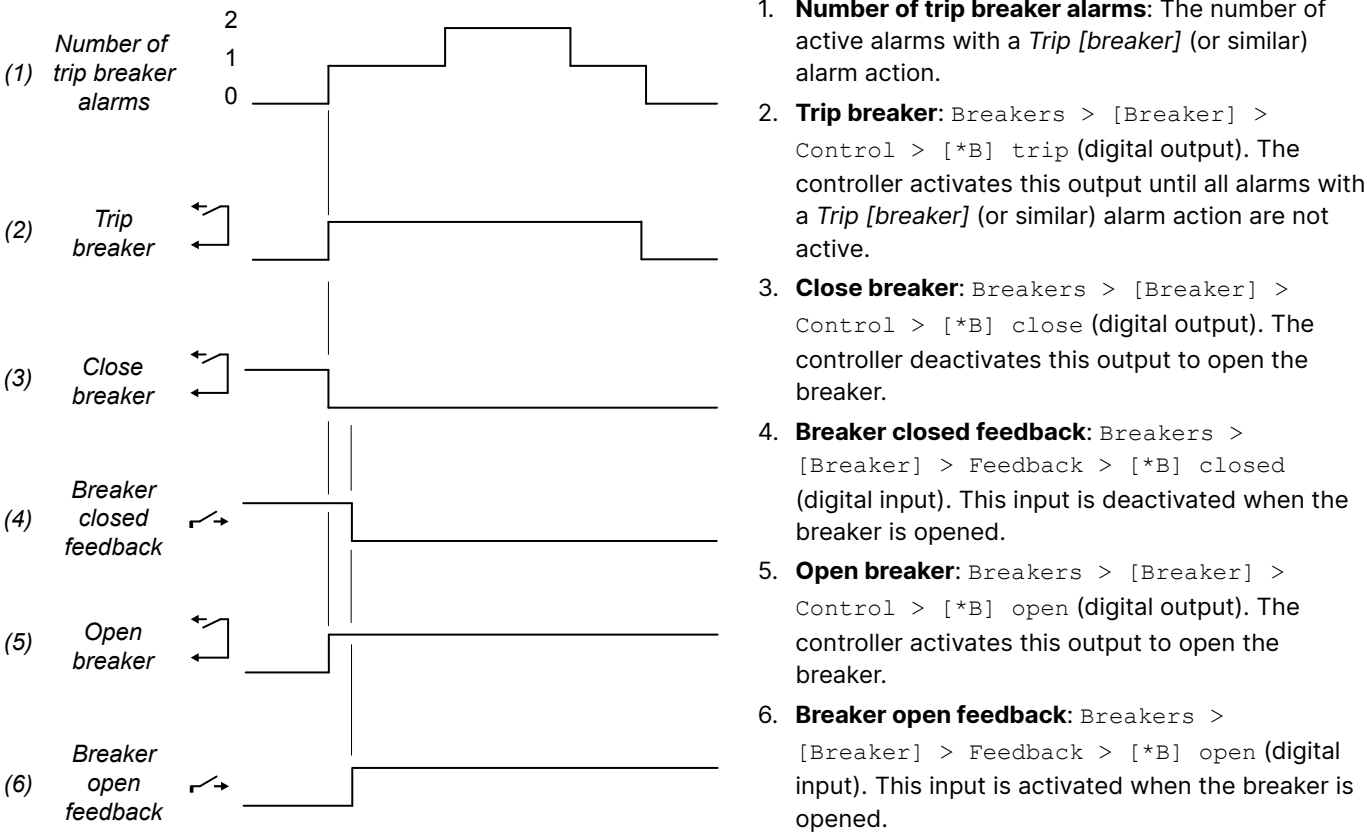 2
1
0
(1)
Number of
trip breaker
alarms
(2)
Trip
breaker
(3)
Close
breaker
(4)
Breaker
closed
feedback
(5)
Open
breaker
(6)
Breaker
open
feedback
1. Number of trip breaker alarms: The number of
active alarms with a Trip [breaker] (or similar)
alarm action.
2. Trip breaker: Breakers > [Breaker] >
Control > [*B] trip (digital output). The
controller activates this output until all alarms with
a Trip [breaker] (or similar) alarm action are not
active.
3. Close breaker: Breakers > [Breaker] >
Control > [*B] close (digital output). The
controller deactivates this output to open the
breaker.
4. Breaker closed feedback: Breakers >
[Breaker] > Feedback > [*B] closed
(digital input). This input is deactivated when the
breaker is opened.
5. Open breaker: Breakers > [Breaker] >
Control > [*B] open (digital output). The
controller activates this output to open the
breaker.
6. Breaker open feedback: Breakers >
[Breaker] > Feedback > [*B] open (digital
input). This input is activated when the breaker is
opened.